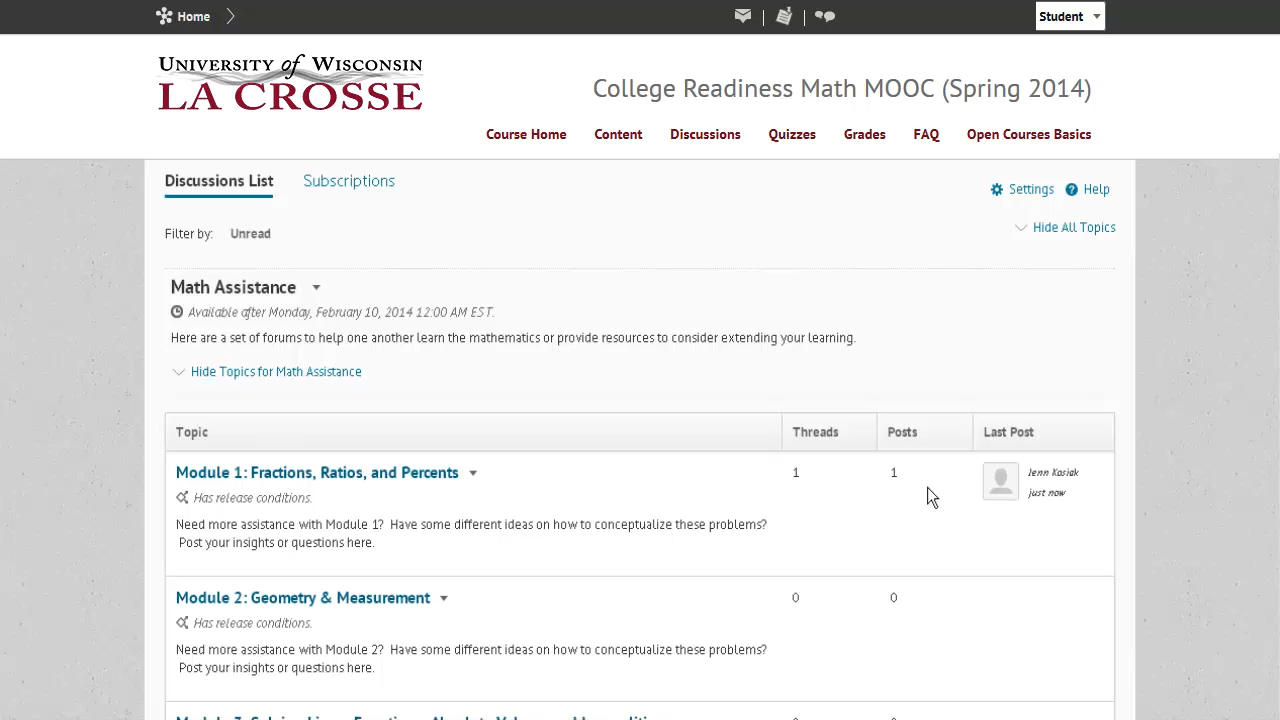 Home
Student
UNIVERSITY of WISCONSIN
LA CROSSE
College Readiness Math MOOC (Spring 2014)
Course Home Content Discussions Quizzes Grades FAQ Open Courses Basics
Discussions List Subscriptions
Settings Help
Filter by: Unread
Hide All Topics
Math Assistance
Available after Monday, February 10, 2014 12:00 AM EST.
Here are a set of forums to help one another learn the mathematics or provide resources to consider extending your learning.
Hide Topics for Math Assistance
Topic Threads Posts Last Post
Module 1: Fractions, Ratios, and Percents 1 1 Jenn Kosiak
just now
Has release conditions.
Need more assistance with Module 1? Have some different ideas on how to conceptualize these problems?
Post your insights or questions here.
Module 2: Geometry & Measurement 0 0
Has release conditions.
Need more assistance with Module 2? Have some different ideas on how to conceptualize these problems?
Post your insights or questions here.